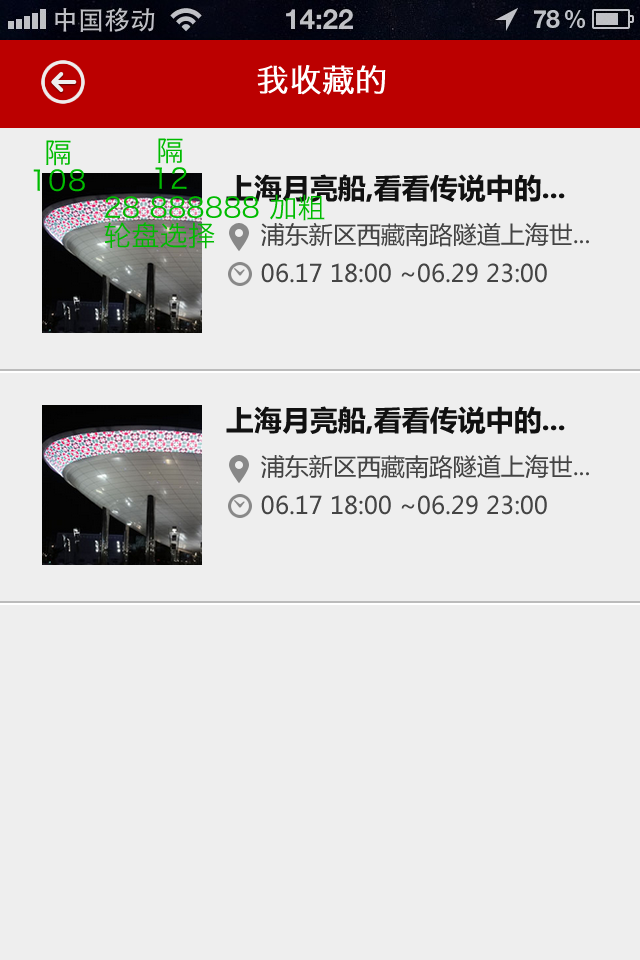 中国移动 14:22 78%
我收藏的
隔 隔
108 12
上海月亮船,看看传说中的...
28 888888 加粗
轮盘选择
浦东新区西藏南路隧道上海世...
06.17 18:00 ~06.29 23:00
上海月亮船,看看传说中的...
浦东新区西藏南路隧道上海世...
06.17 18:00 ~06.29 23:00